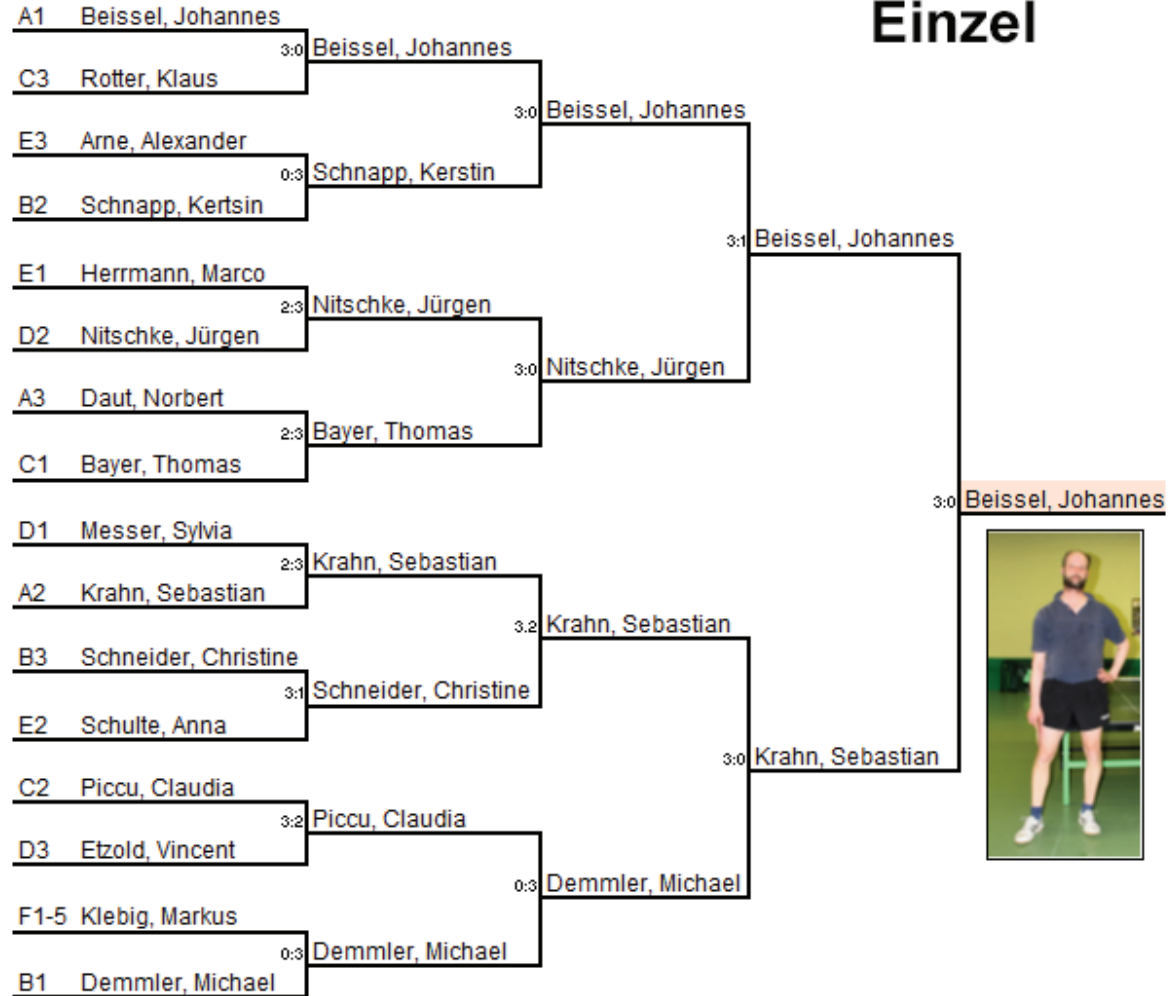 Einzel
A1 Beissel, Johannes
3:0 Beissel, Johannes
C3 Rotter, Klaus
3:0 Beissel, Johannes
E3 Arne, Alexander
0:3 Schnapp, Kerstin
B2 Schnapp, Kertsin
3:1 Beissel, Johannes
E1 Herrmann, Marco
2:3 Nitschke, Jürgen
D2 Nitschke, Jürgen
3:0 Nitschke, Jürgen
A3 Daut, Norbert
2:3 Bayer, Thomas
C1 Bayer, Thomas
3:0 Beissel, Johannes
D1 Messer, Sylvia
2:3 Krahn, Sebastian
A2 Krahn, Sebastian
3.2 Krahn, Sebastian
B3 Schneider, Christine
3:1 Schneider, Christine
E2 Schulte, Anna
3:0 Krahn, Sebastian
C2 Piccu, Claudia
3:2 Piccu, Claudia
D3 Etzold, Vincent
0:3 Demmler, Michael
F1-5 Klebig, Markus
0:3 Demmler, Michael
B1 Demmler, Michael